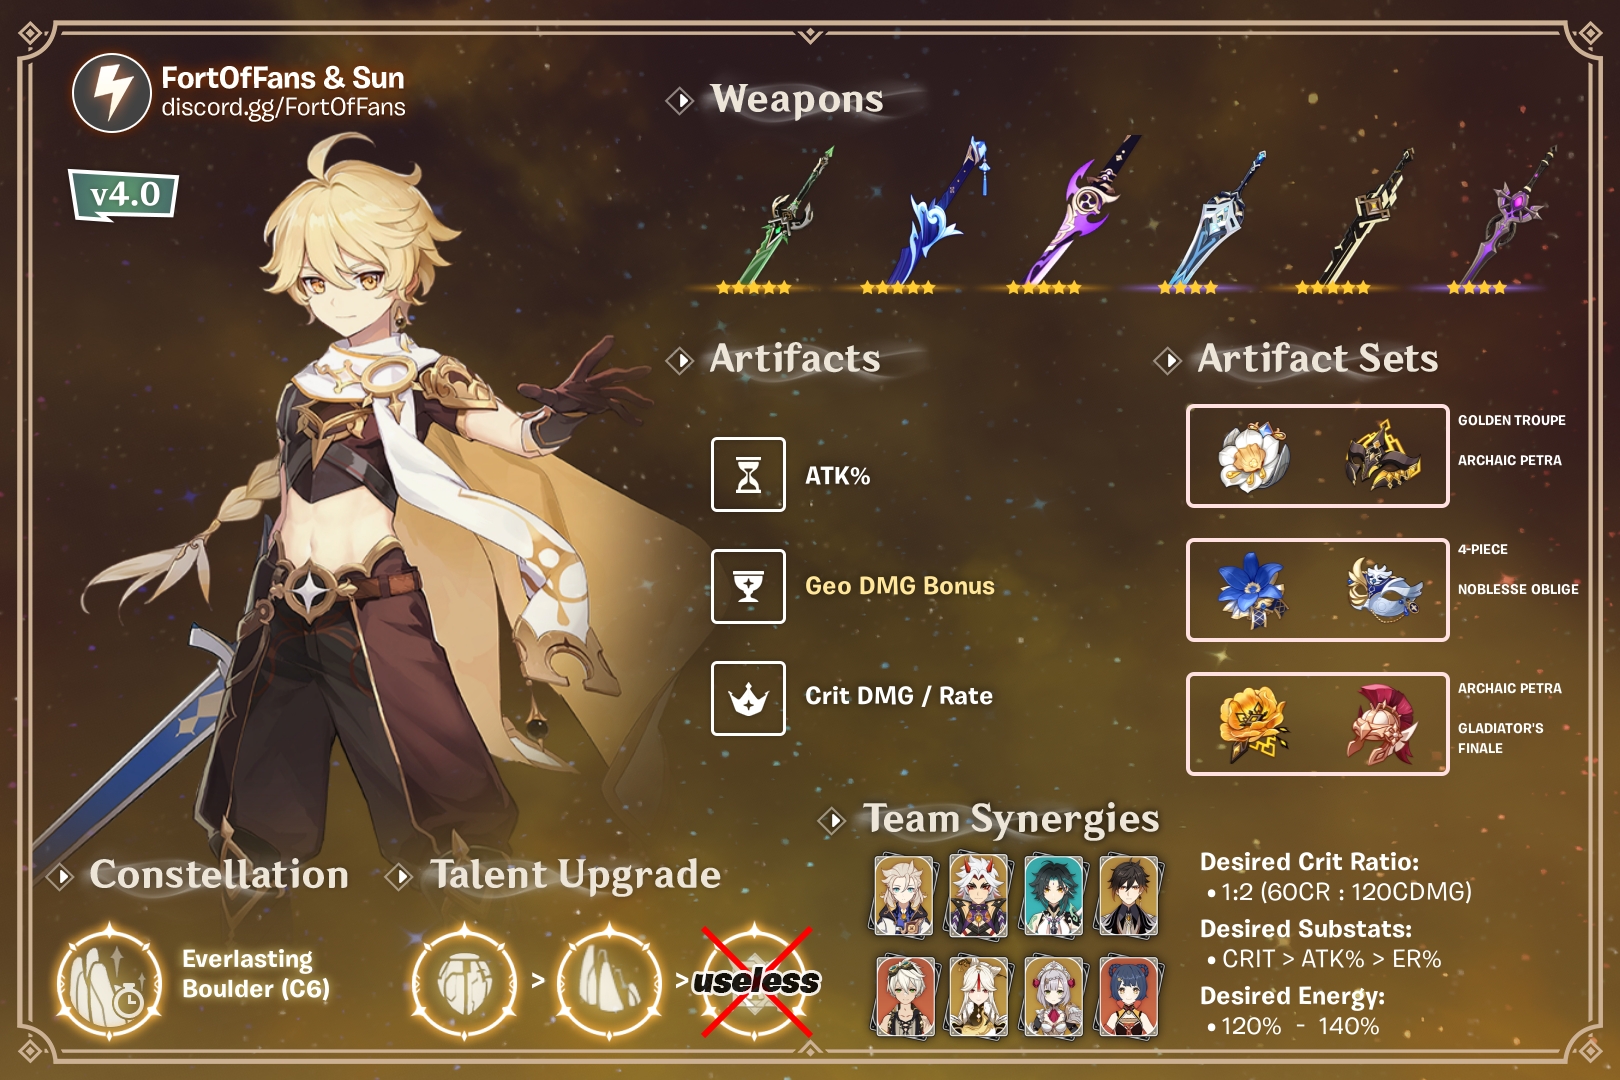 FortOfFans & Sun
discord.gg/FortOfFans
v4.0
Weapons
Artifacts
ATK%
Geo DMG Bonus
Crit DMG / Rate
Artifact Sets
GOLDEN TROUPE
ARCHAIC PETRA
4-PIECE
NOBLESSE OBLIGE
ARCHAIC PETRA
GLADIATOR'S
FINALE
Constellation
Everlasting
Boulder (C6)
Talent Upgrade
> > useless
Team Synergies
Desired Crit Ratio:
• 1:2 (60CR : 120CDMG)
Desired Substats:
• CRIT > ATK% > ER%
Desired Energy:
• 120% - 140%